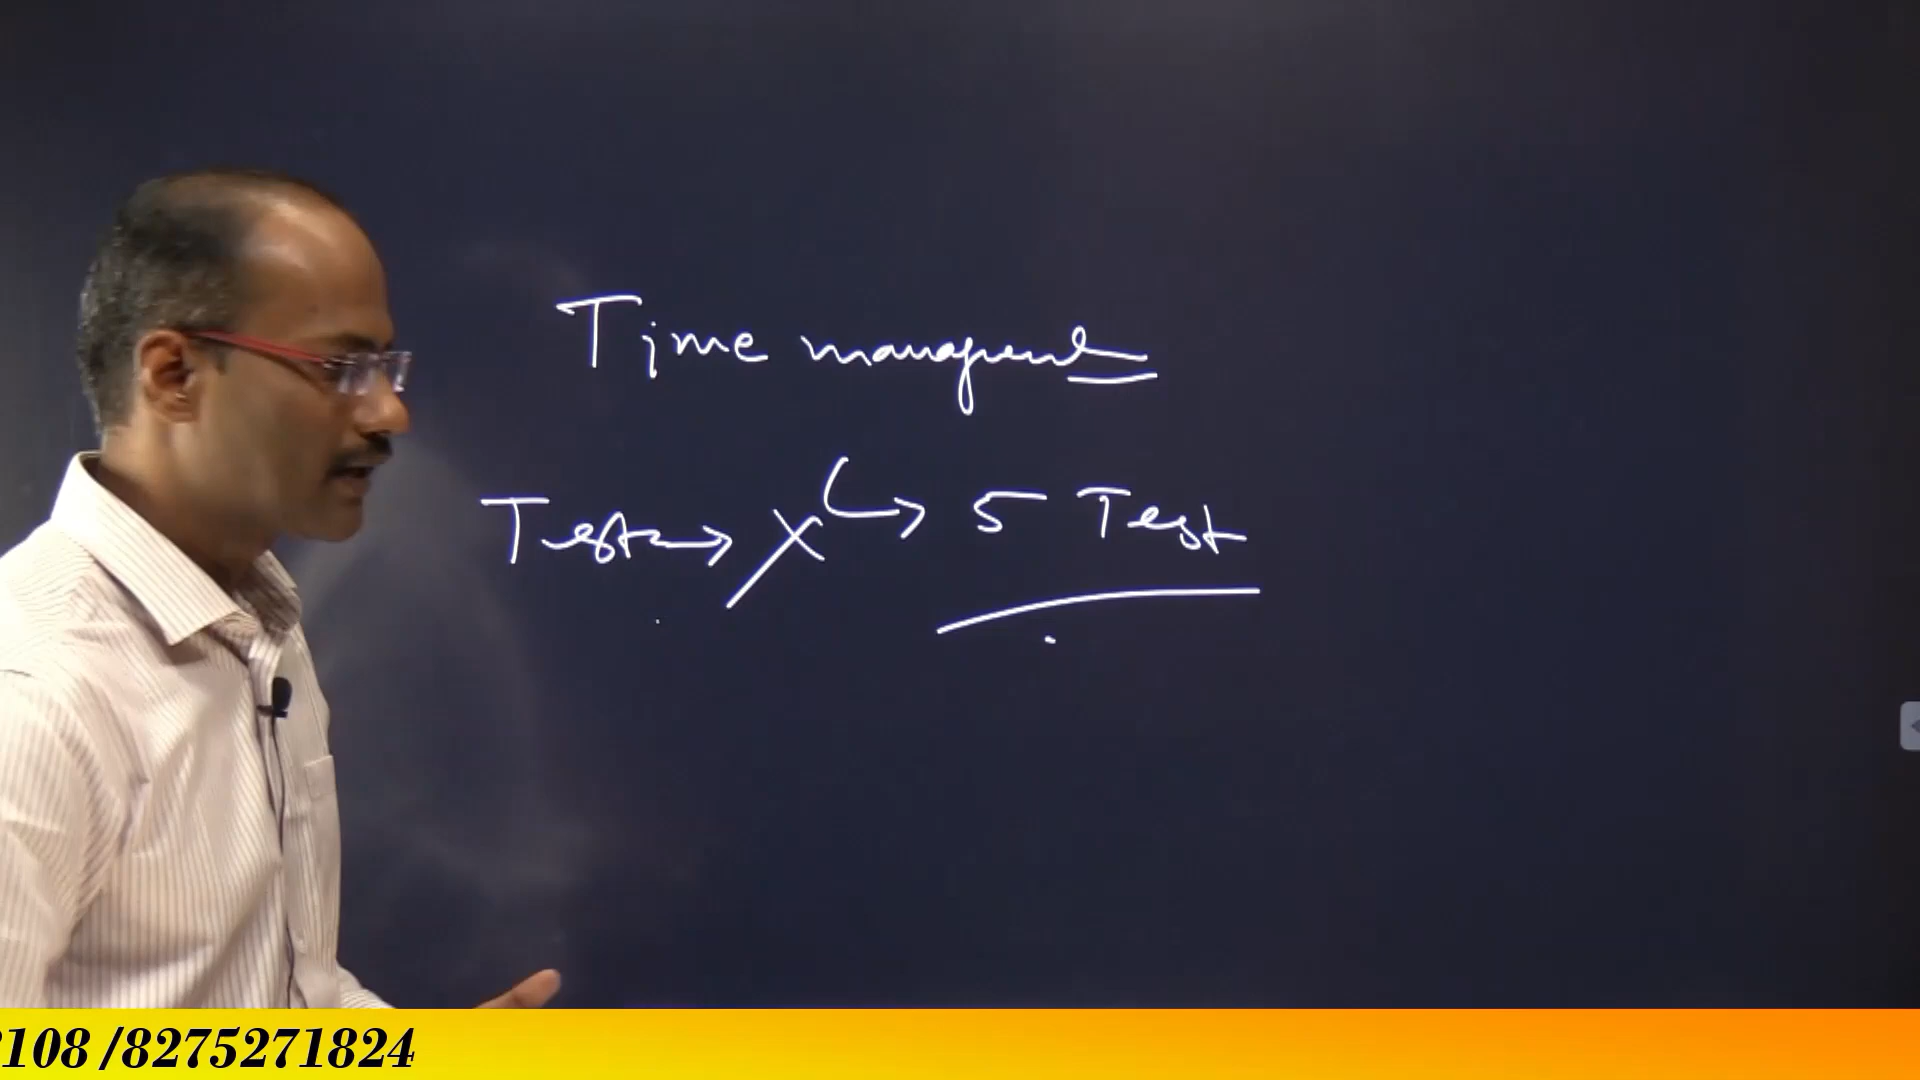 Time management
Test → X → 5 Test
108 /8275271824